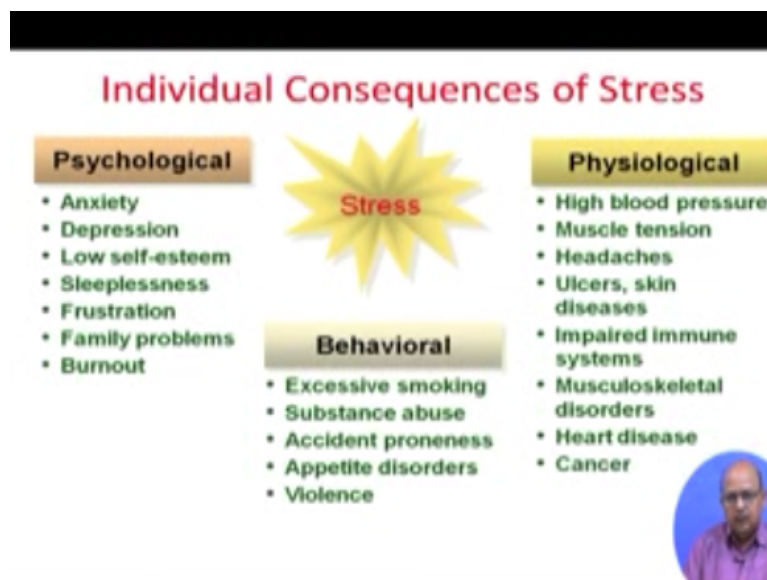 Individual Consequences of Stress
Psychological
• Anxiety
• Depression
• Low self-esteem
• Sleeplessness
• Frustration
• Family problems
• Burnout
Stress
Behavioral
• Excessive smoking
• Substance abuse
• Accident proneness
• Appetite disorders
• Violence
Physiological
• High blood pressure
• Muscle tension
• Headaches
• Ulcers, skin
diseases
• Impaired immune
systems
• Musculoskeletal
disorders
• Heart disease
• Cancer